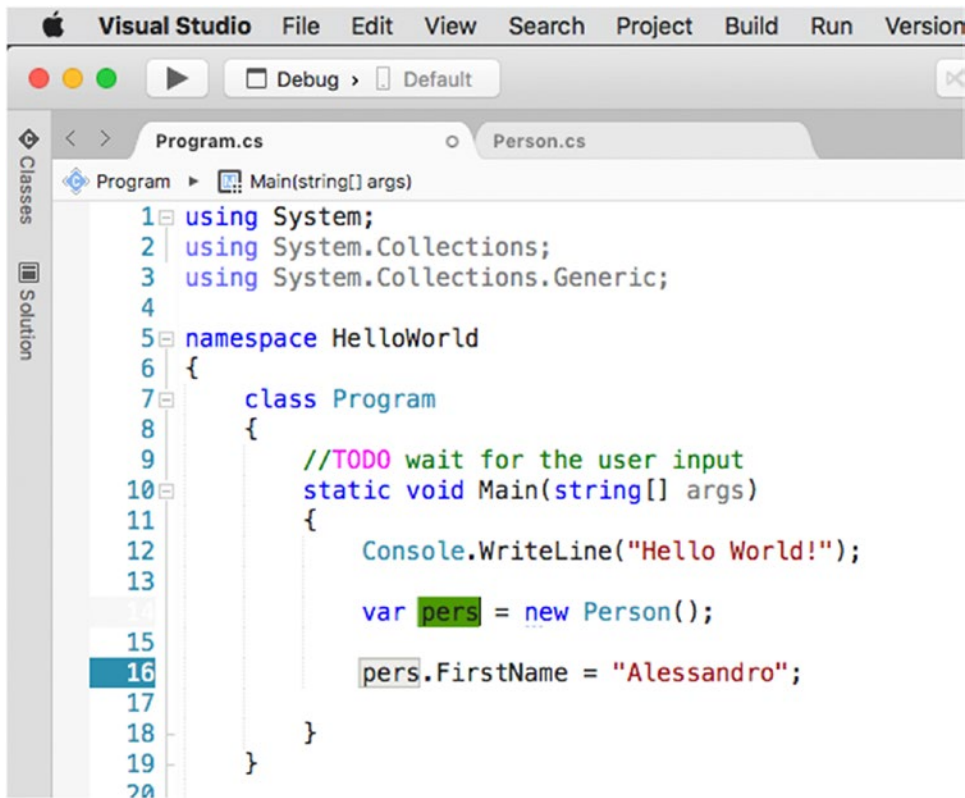 Visual Studio File Edit View Search Project Build Run Version
Debug › Default
Program.cs Person.cs
Classes
Solution
Program ▸ Main(string[] args)
1 using System;
2 using System.Collections;
3 using System.Collections.Generic;
4
5 namespace HelloWorld
6 {
7 class Program
8 {
9 //TODO wait for the user input
10 static void Main(string[] args)
11 {
12 Console.WriteLine("Hello World!");
13
14 var pers = new Person();
15
16 pers.FirstName = "Alessandro";
17
18 }
19 }
20